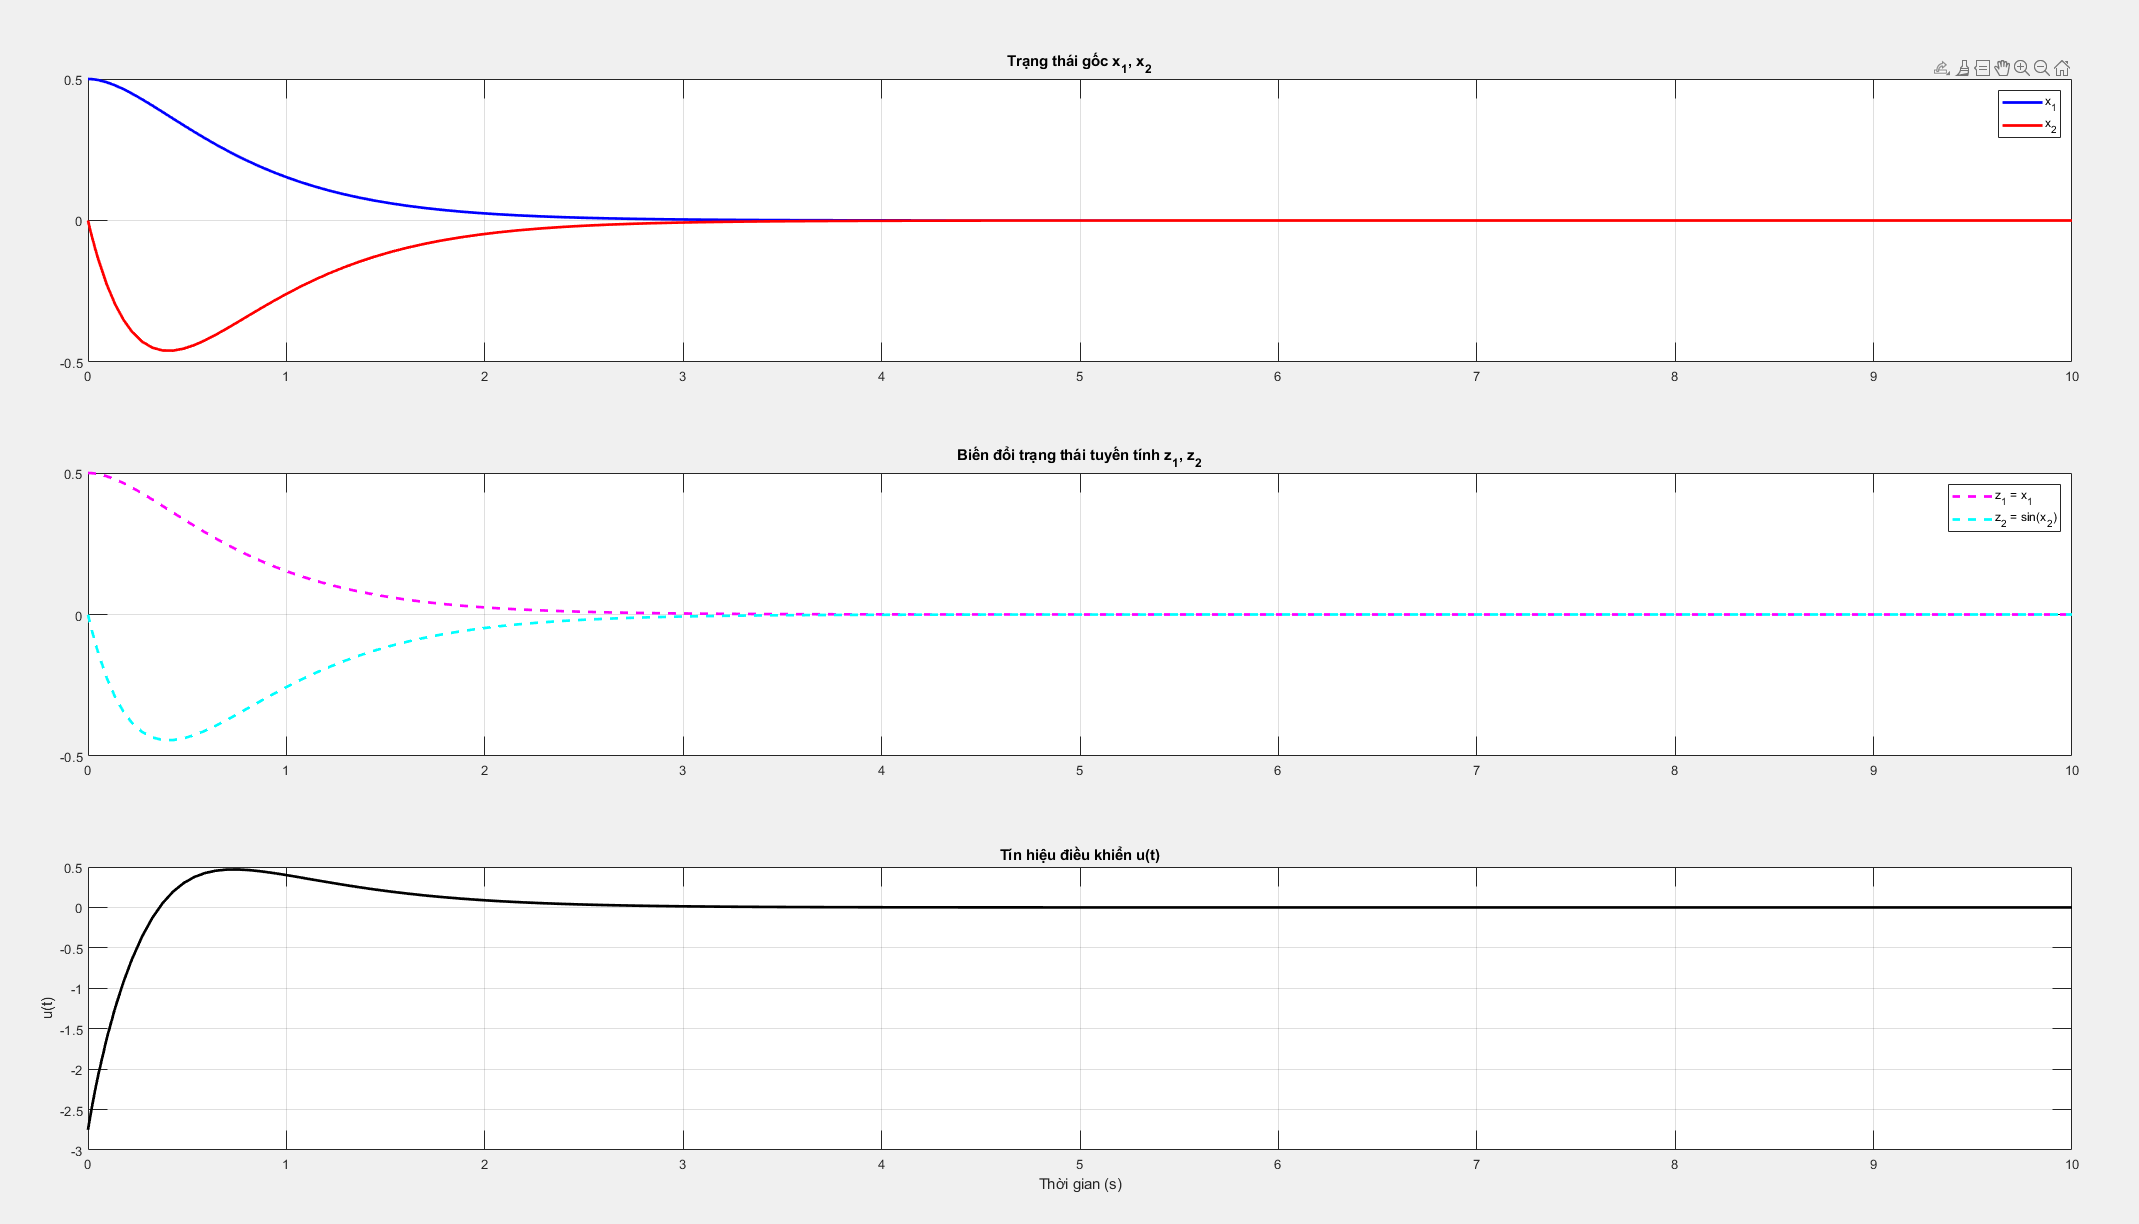 Trạng thái gốc x1, x2
0.5
0
-0.5
x1
x2
0 1 2 3 4 5 6 7 8 9 10
Biến đổi trạng thái tuyến tính z1, z2
0.5
0
-0.5
z1 = x1
z2 = sin(x2)
0 1 2 3 4 5 6 7 8 9 10
Tín hiệu điều khiển u(t)
0.5
0
-0.5
-1
-1.5
-2
-2.5
-3
u(t)
0 1 2 3 4 5 6 7 8 9 10
Thời gian (s)